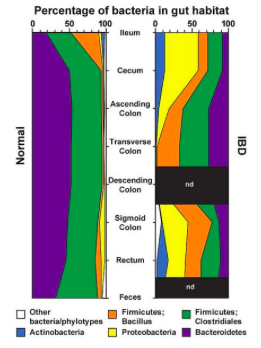 Percentage of bacteria in gut habitat
0 50 100
0 50 100
Ileum
Cecum
Ascending
Colon
Transverse
Colon
Descending
Colon
Sigmoid
Colon
Rectum
Feces
Normal
IBD
nd
nd
Other
bacteria/phylotypes
Firmicutes;
Bacillus
Firmicutes;
Clostridiales
Actinobacteria
Proteobacteria
Bacteroidetes